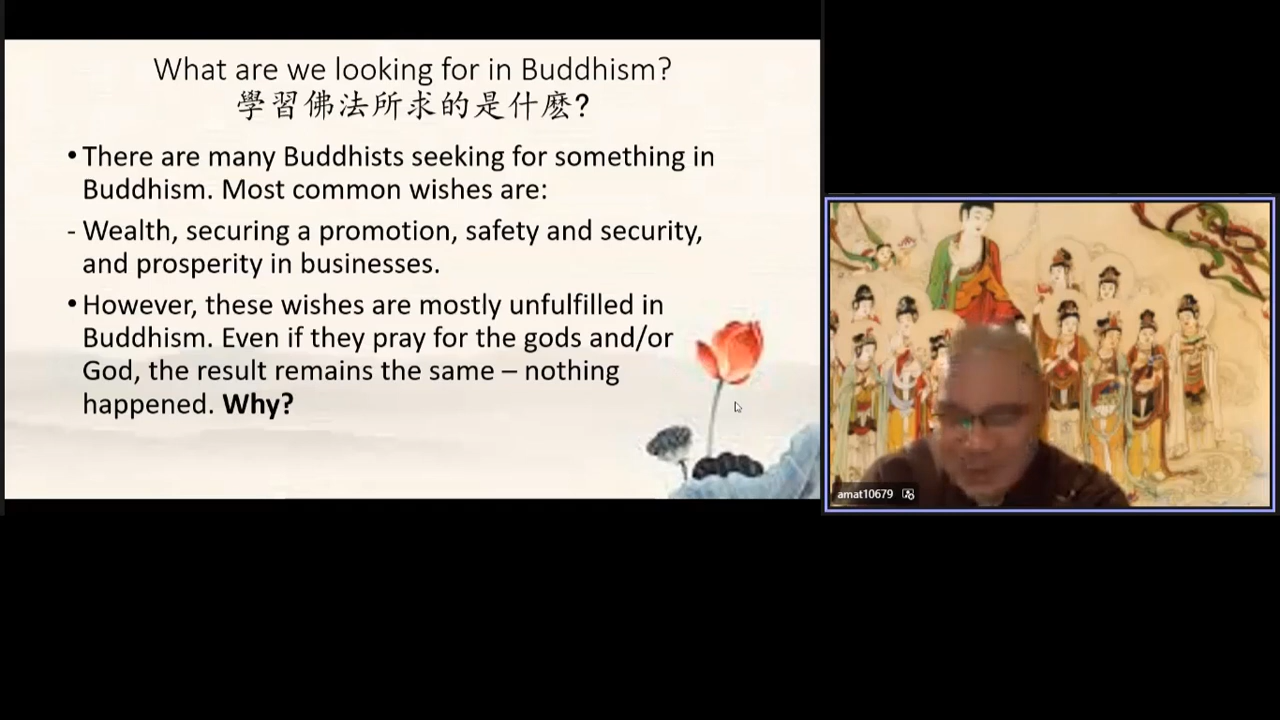 What are we looking for in Buddhism?
學習佛法所求的是什麼?
•There are many Buddhists seeking for something in
Buddhism. Most common wishes are:
- Wealth, securing a promotion, safety and security,
and prosperity in businesses.
•However, these wishes are mostly unfulfilled in
Buddhism. Even if they pray for the gods and/or
God, the result remains the same – nothing
happened. Why?
amat10679